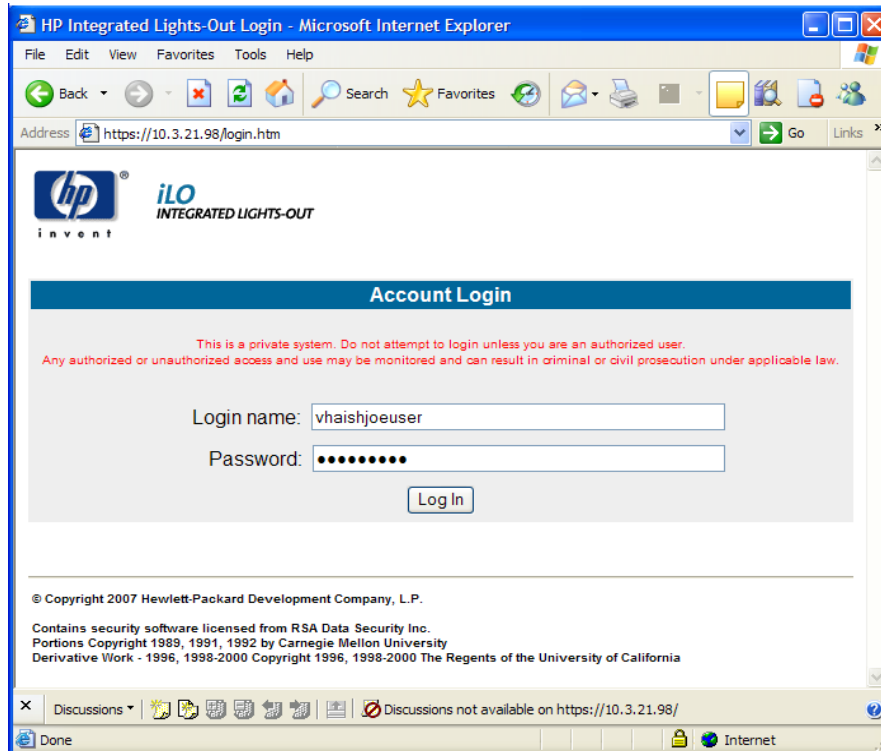 HP Integrated Lights-Out Login - Microsoft Internet Explorer
File Edit View Favorites Tools Help
Back Search Favorites
Address https://10.3.21.98/login.htm Go Links »
hp ®
invent
iLO
INTEGRATED LIGHTS-OUT
Account Login
This is a private system. Do not attempt to login unless you are an authorized user.
Any authorized or unauthorized access and use may be monitored and can result in criminal or civil prosecution under applicable law.
Login name: vhaishjoeuser
Password: •••••••••
Log In
© Copyright 2007 Hewlett-Packard Development Company, L.P.
Contains security software licensed from RSA Data Security Inc.
Portions Copyright 1989, 1991, 1992 by Carnegie Mellon University
Derivative Work - 1996, 1998-2000 Copyright 1996, 1998-2000 The Regents of the University of California
Discussions Discussions not available on https://10.3.21.98/
Done Internet